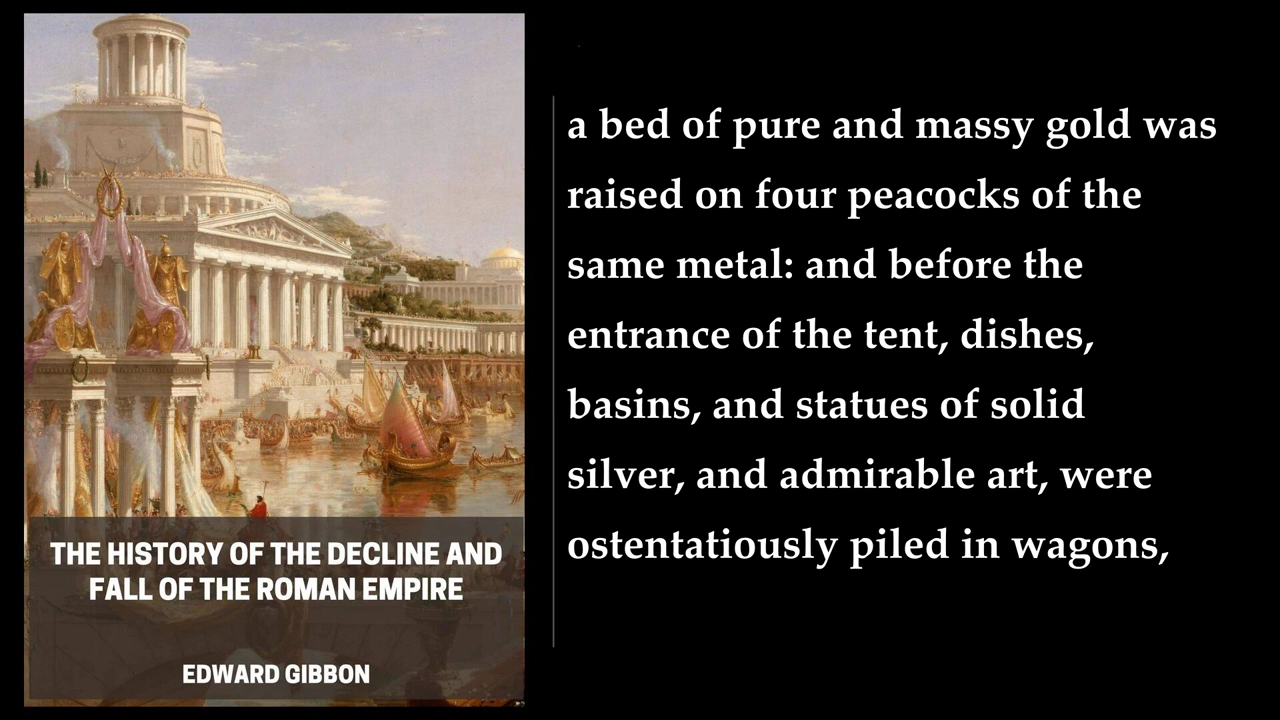 THE HISTORY OF THE DECLINE AND
FALL OF THE ROMAN EMPIRE
EDWARD GIBBON
a bed of pure and massy gold was
raised on four peacocks of the
same metal: and before the
entrance of the tent, dishes,
basins, and statues of solid
silver, and admirable art, were
ostentatiously piled in wagons,